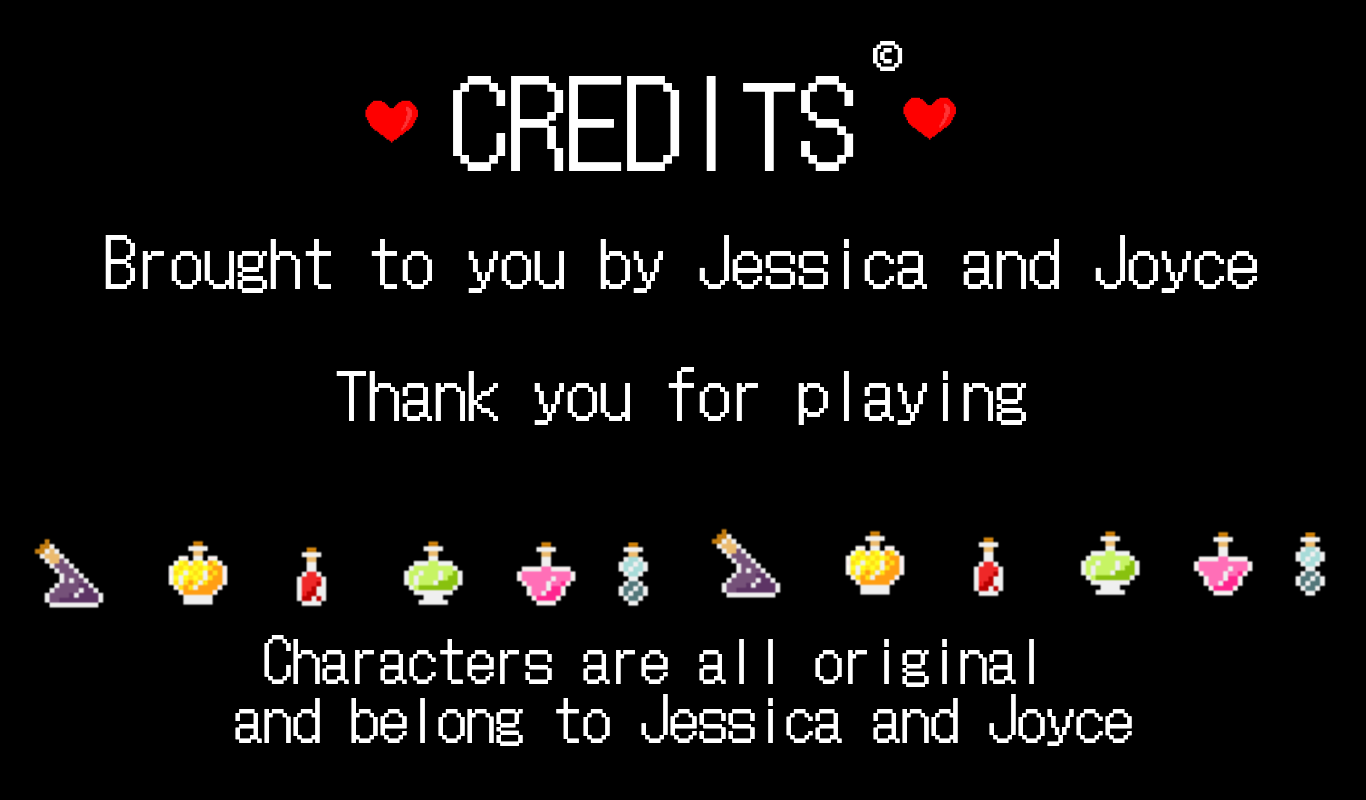 CREDITS©
Brought to you by Jessica and Joyce
Thank you for playing
Characters are all original
and belong to Jessica and Joyce